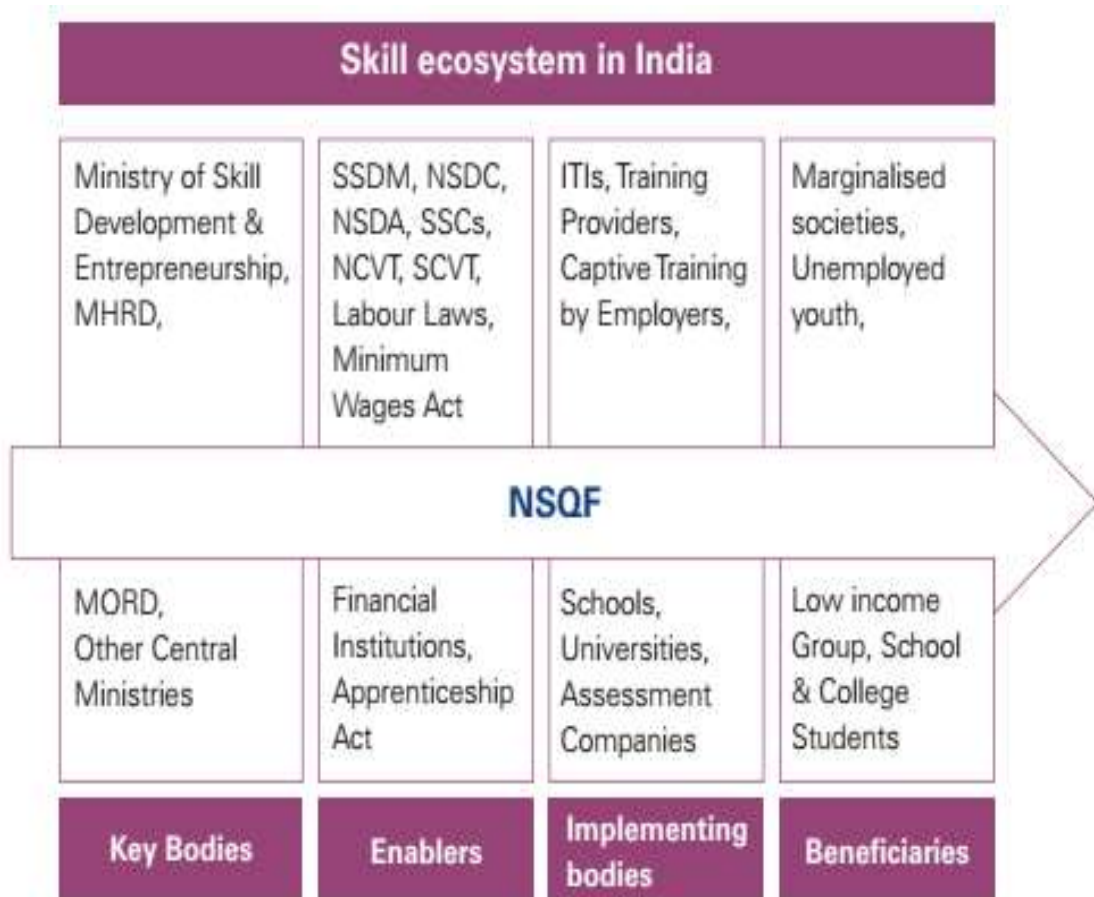 Skill ecosystem in India
Ministry of Skill
Development &
Entrepreneurship,
MHRD,
SSDM, NSDC,
NSDA, SSCs,
NCVT, SCVT,
Labour Laws,
Minimum
Wages Act
ITIs, Training
Providers,
Captive Training
by Employers,
Marginalised
societies,
Unemployed
youth,
NSQF
MORD,
Other Central
Ministries
Financial
Institutions,
Apprenticeship
Act
Schools,
Universities,
Assessment
Companies
Low income
Group, School
& College
Students
Key Bodies
Enablers
Implementing
bodies
Beneficiaries